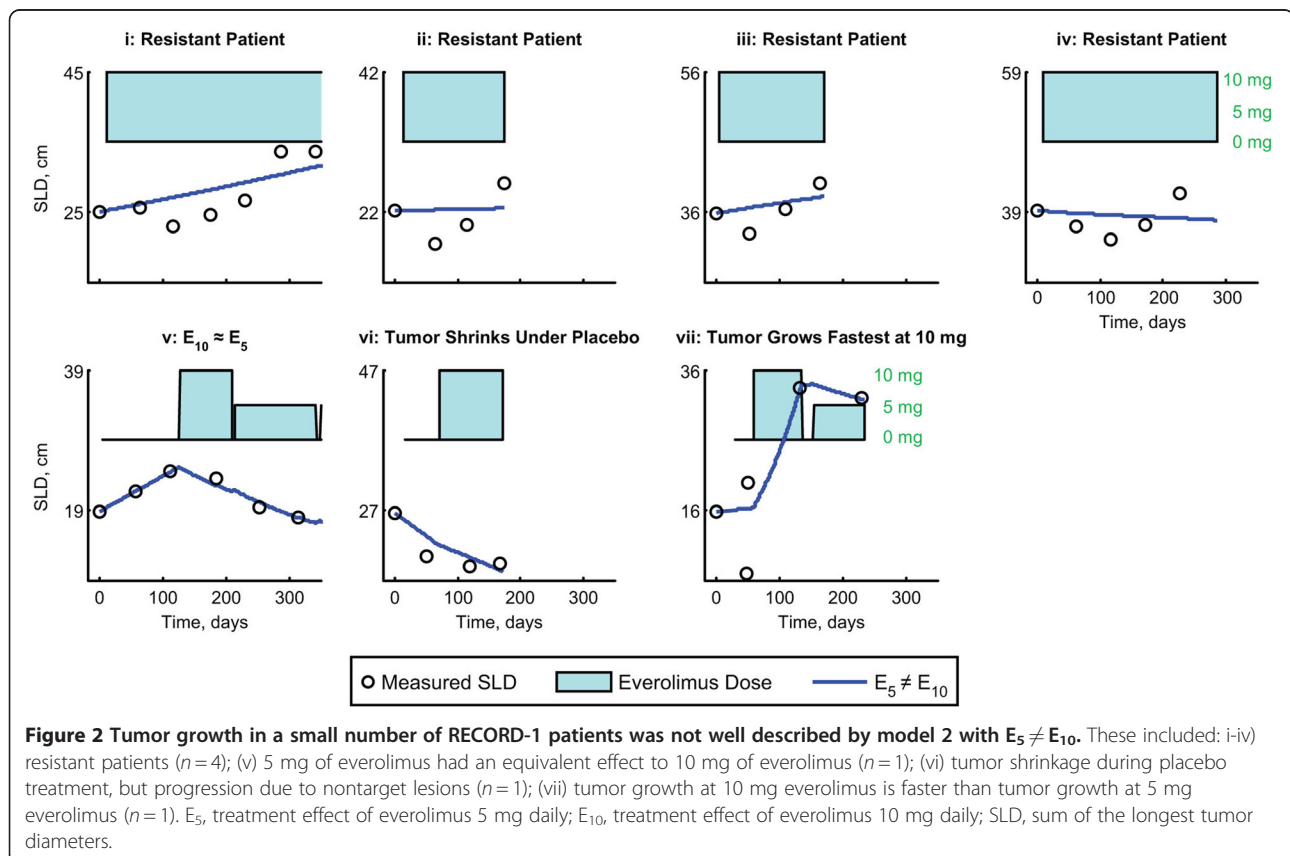 i: Resistant Patient
ii: Resistant Patient
iii: Resistant Patient
iv: Resistant Patient
45
25
SLD, cm
42
22
56
36
59
39
10 mg
5 mg
0 mg
0 100 200 300
Time, days
v: E10 ≈ E5
vi: Tumor Shrinks Under Placebo
vii: Tumor Grows Fastest at 10 mg
39
19
SLD, cm
47
27
36
16
10 mg
5 mg
0 mg
0 100 200 300
Time, days
0 100 200 300
Time, days
0 100 200 300
Time, days
Measured SLD Everolimus Dose E5 ≠ E10
Figure 2 Tumor growth in a small number of RECORD-1 patients was not well described by model 2 with E5 ≠ E10. These included: i-iv)
resistant patients (n = 4); (v) 5 mg of everolimus had an equivalent effect to 10 mg of everolimus (n = 1); (vi) tumor shrinkage during placebo
treatment, but progression due to nontarget lesions (n = 1); (vii) tumor growth at 10 mg everolimus is faster than tumor growth at 5 mg
everolimus (n = 1). E5, treatment effect of everolimus 5 mg daily; E10, treatment effect of everolimus 10 mg daily; SLD, sum of the longest tumor
diameters.